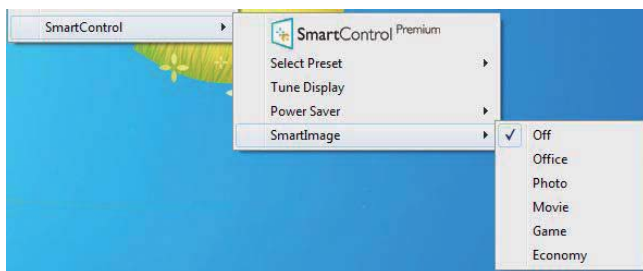 SmartControl
SmartControl Premium
Select Preset
Tune Display
Power Saver
SmartImage
Off
Office
Photo
Movie
Game
Economy